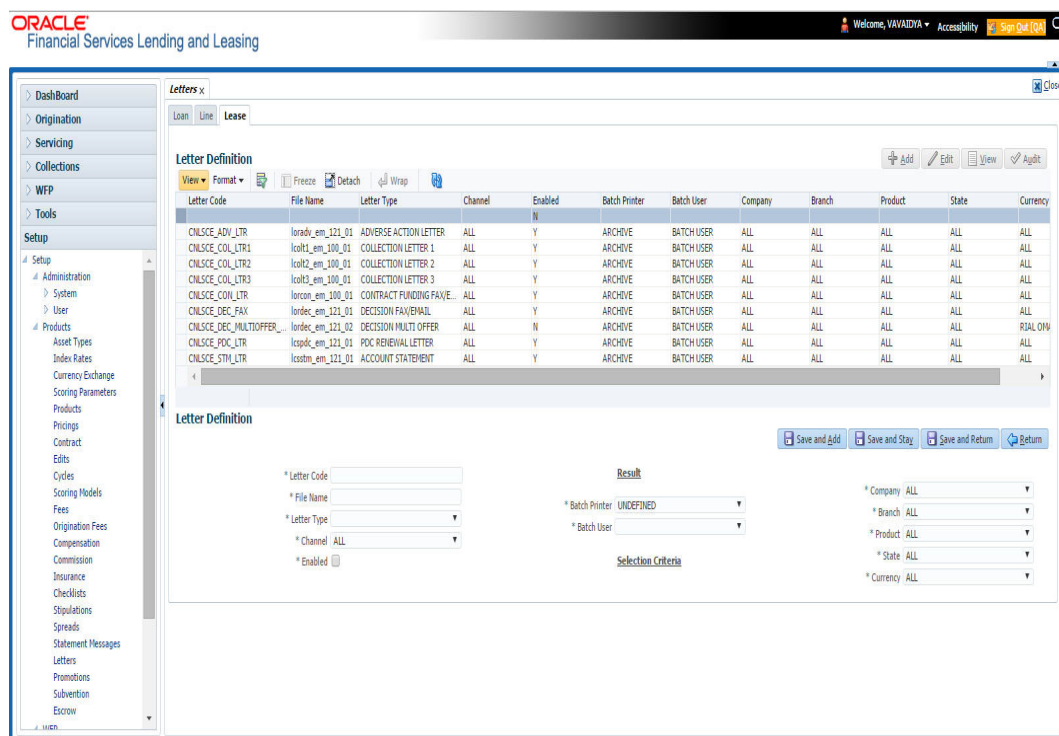 ORACLE
Financial Services Lending and Leasing
Welcome, VAVAIDYA Accessibility Sign Out [QA]
DashBoard
Origination
Servicing
Collections
WFP
Tools
Setup
Setup
Administration
System
User
Products
Asset Types
Index Rates
Currency Exchange
Scoring Parameters
Products
Pricings
Contract
Edits
Cycles
Scoring Models
Fees
Origination Fees
Compensation
Commission
Insurance
Checklists
Stipulations
Spreads
Statement Messages
Letters
Promotions
Subvention
Escrow
WFP
Letters x
Close
Loan Line Lease
Letter Definition
Add Edit View Audit
View Format Freeze Detach Wrap
Letter Code File Name Letter Type Channel Enabled Batch Printer Batch User Company Branch Product State Currency
N
CNLSCE_ADV_LTR loradv_em_121_01 ADVERSE ACTION LETTER ALL Y ARCHIVE BATCH USER ALL ALL ALL ALL ALL
CNLSCE_COL_LTR1 lcolt1_em_100_01 COLLECTION LETTER 1 ALL Y ARCHIVE BATCH USER ALL ALL ALL ALL ALL
CNLSCE_COL_LTR2 lcolt2_em_100_01 COLLECTION LETTER 2 ALL Y ARCHIVE BATCH USER ALL ALL ALL ALL ALL
CNLSCE_COL_LTR3 lcolt3_em_100_01 COLLECTION LETTER 3 ALL Y ARCHIVE BATCH USER ALL ALL ALL ALL ALL
CNLSCE_CON_LTR lorcon_em_100_01 CONTRACT FUNDING FAX/E... ALL Y ARCHIVE BATCH USER ALL ALL ALL ALL ALL
CNLSCE_DEC_FAX lordec_em_121_01 DECISION FAX/EMAIL ALL Y ARCHIVE BATCH USER ALL ALL ALL ALL ALL
CNLSCE_DEC_MULTIOFFER_... lordec_em_121_02 DECISION MULTI OFFER ALL N ARCHIVE BATCH USER ALL ALL ALL ALL RIAL OMA
CNLSCE_PDC_LTR lcspdc_em_121_01 PDC RENEWAL LETTER ALL Y ARCHIVE BATCH USER ALL ALL ALL ALL ALL
CNLSCE_STM_LTR lcsstm_em_121_01 ACCOUNT STATEMENT ALL Y ARCHIVE BATCH USER ALL ALL ALL ALL ALL
Letter Definition
Save and Add Save and Stay Save and Return Return
* Letter Code
* File Name
* Letter Type
* Channel ALL
* Enabled
Result
* Batch Printer UNDEFINED
* Batch User
Selection Criteria
* Company ALL
* Branch ALL
* Product ALL
* State ALL
* Currency ALL